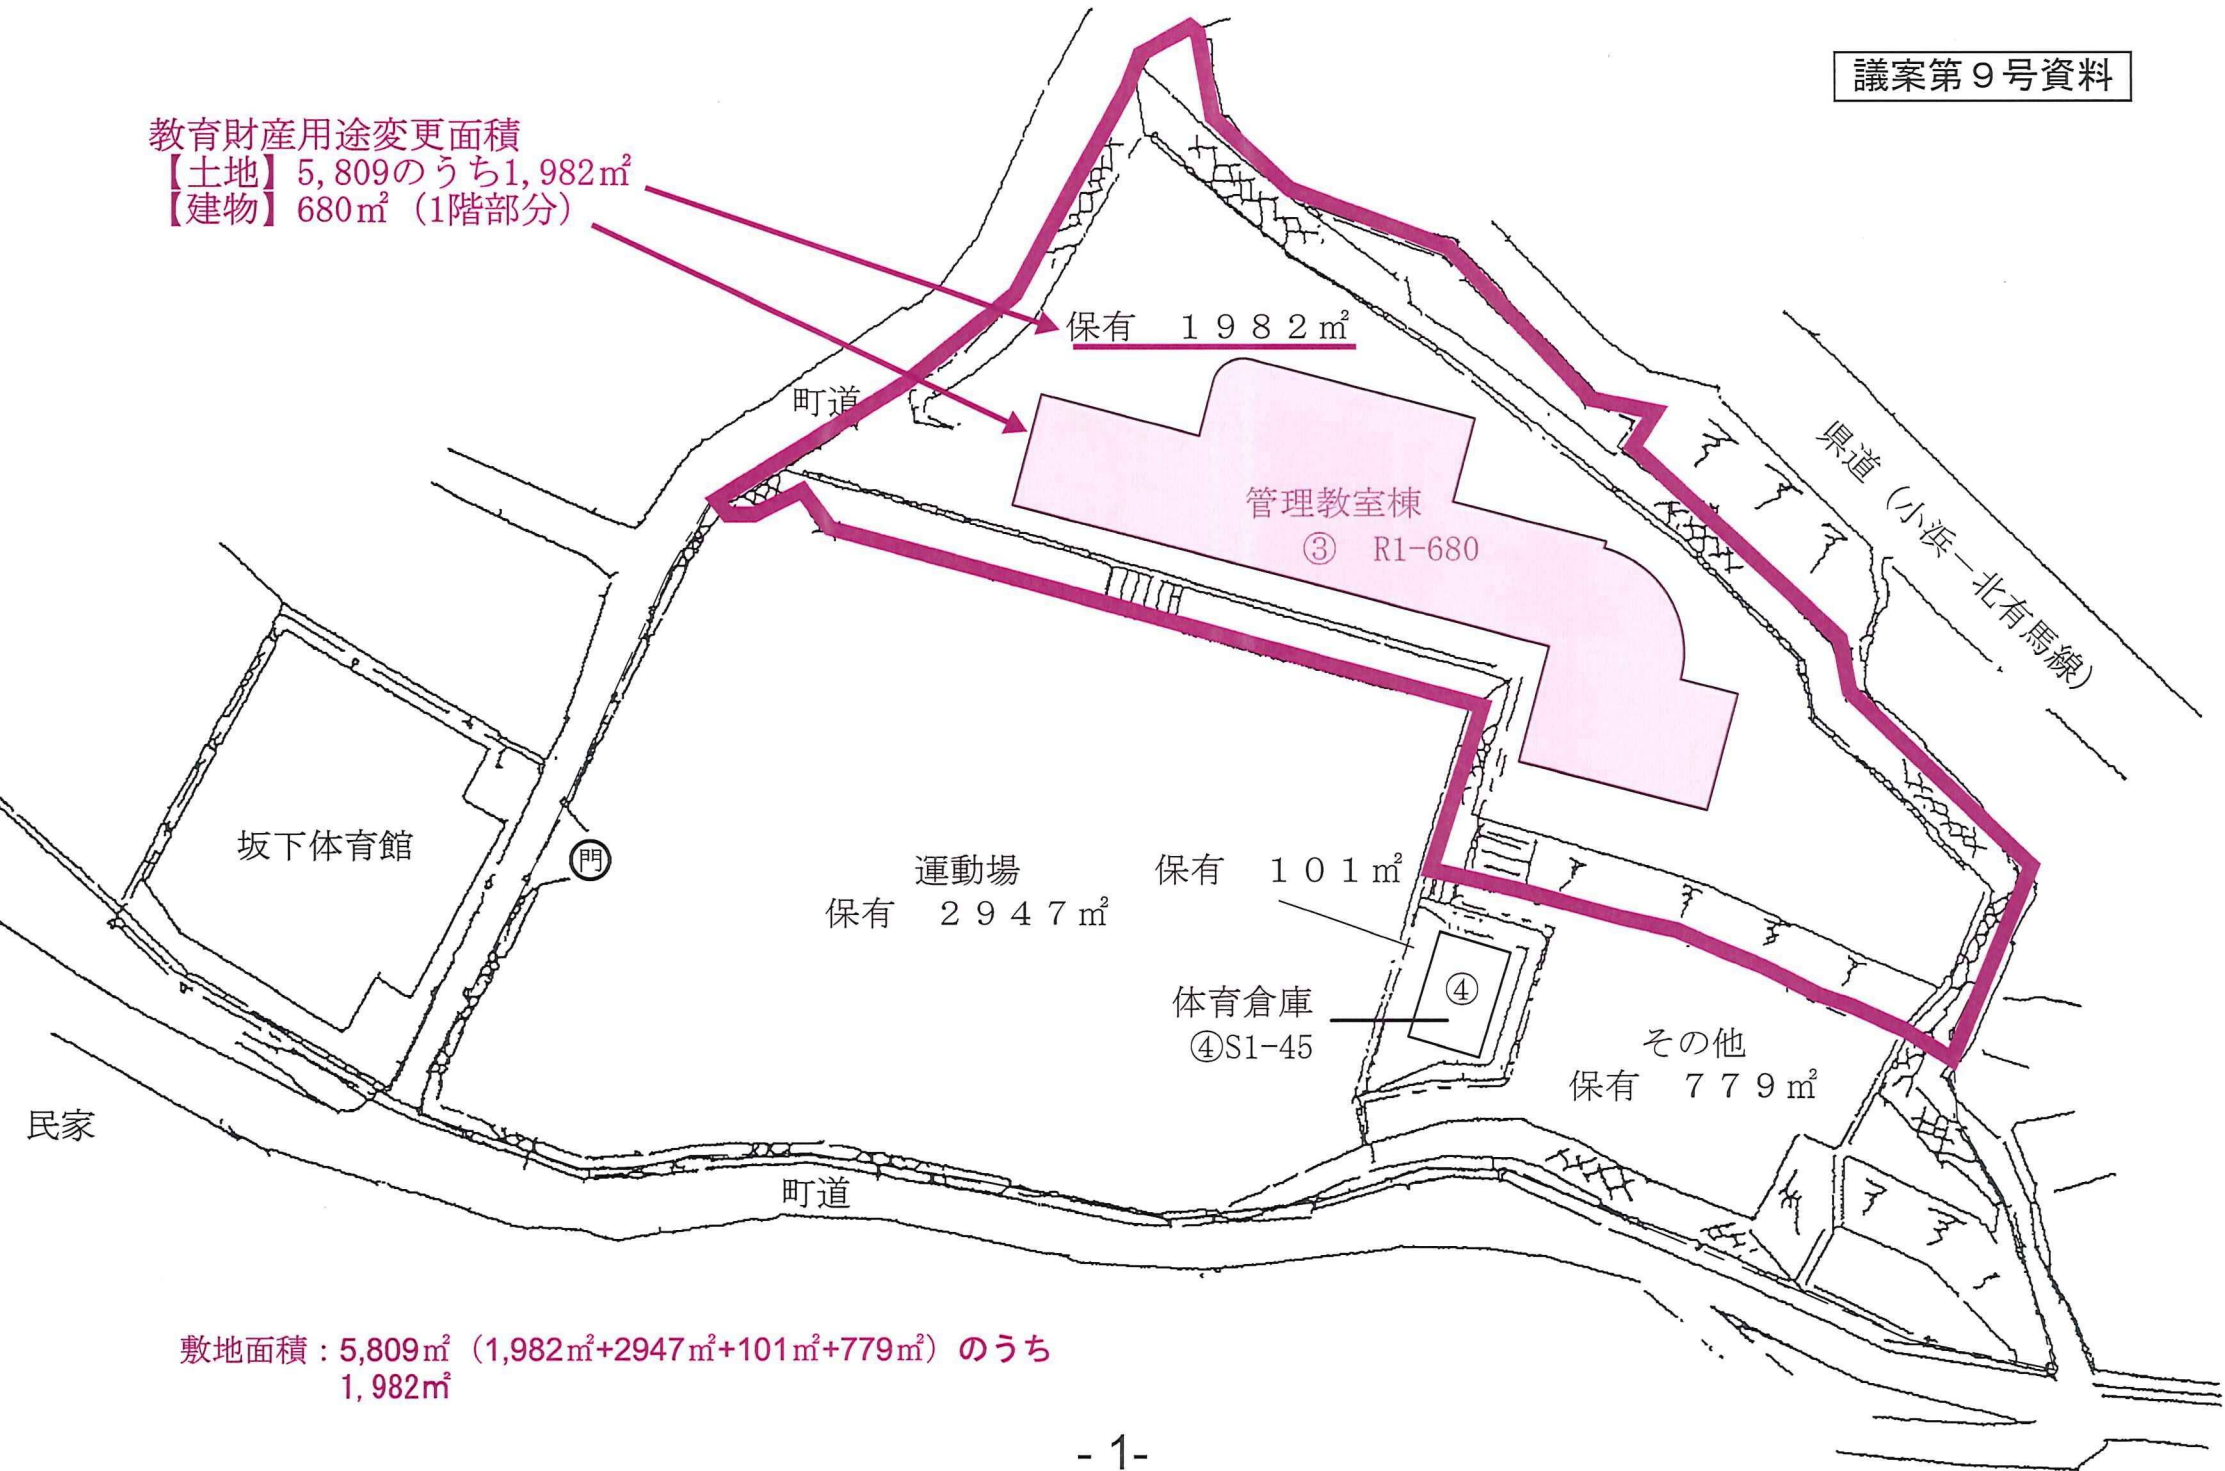 議案第９号資料
教育財産用途変更面積
【土地】5,809のうち1,982㎡
【建物】680㎡（1階部分）
保有　１９８２㎡
町道
県道（小浜―北有馬線）
管理教室棟
③　R1-680
坂下体育館
門
運動場
保有　２９４７㎡
保有　１０１㎡
体育倉庫
④S1-45
④
その他
保有　７７９㎡
民家
町道
敷地面積：5,809㎡（1,982㎡+2947㎡+101㎡+779㎡）のうち
1,982㎡
- 1-